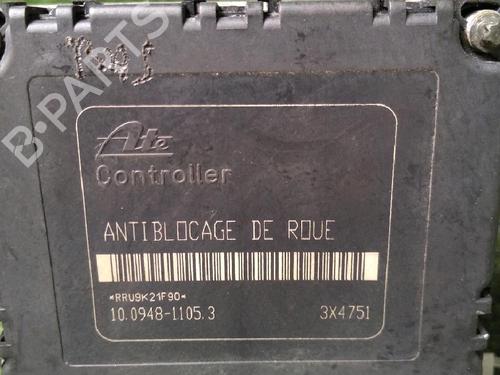 Ate
Controller
ANTIBLOCAGE DE ROUE
*RRU9K21F90*
10.0948-1105.3 3X4751
B-PARTS